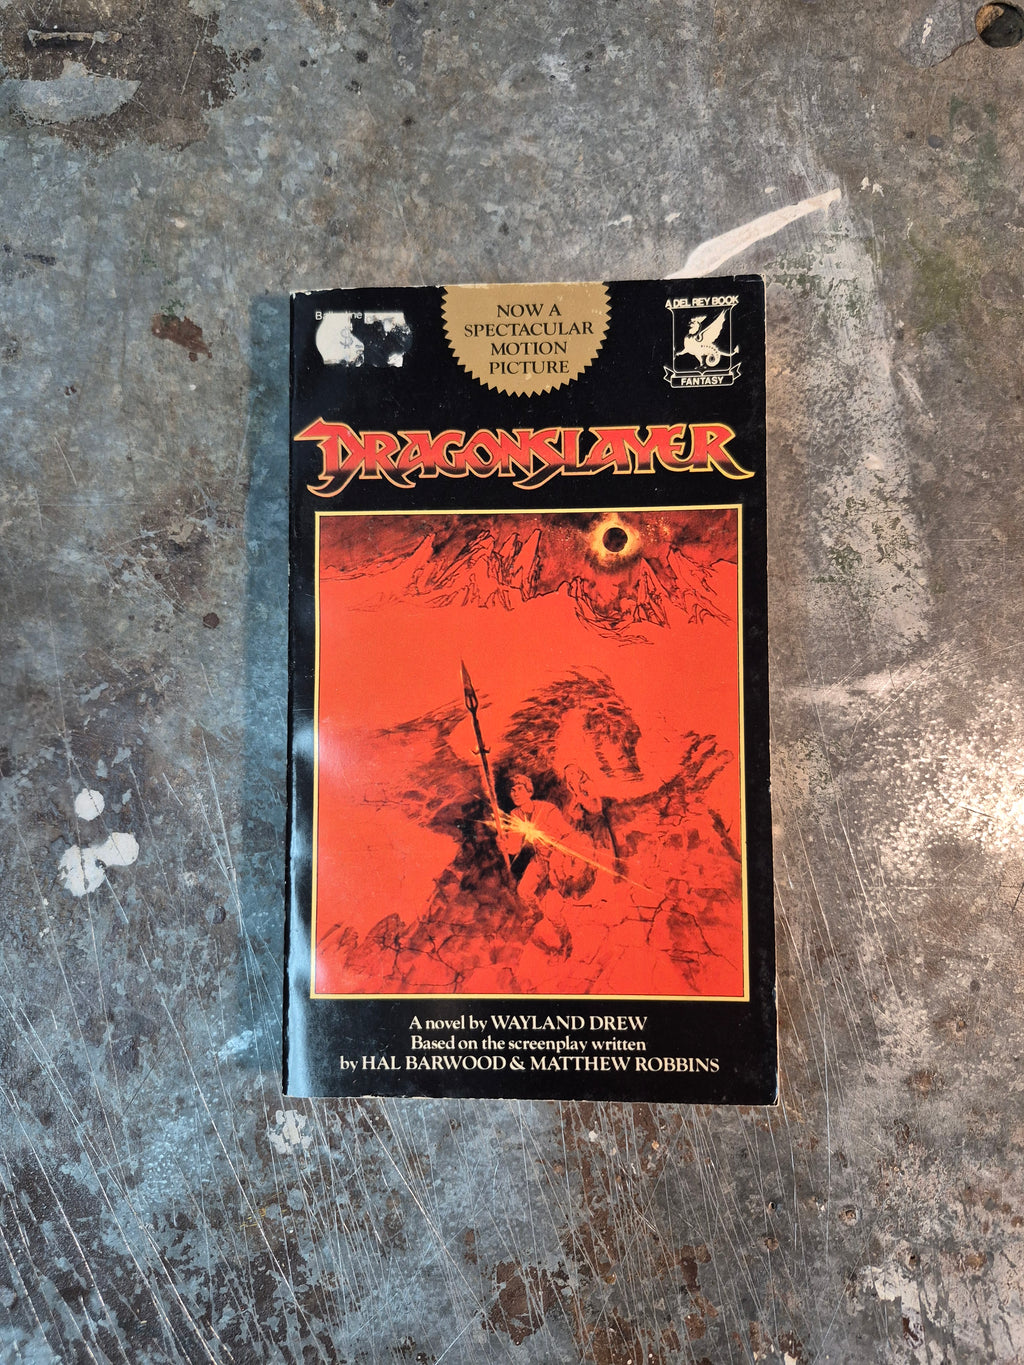 NOW A
SPECTACULAR
MOTION
PICTURE
A DEL REY BOOK
FANTASY
DRAGONSLAYER
A novel by WAYLAND DREW
Based on the screenplay written
by HAL BARWOOD & MATTHEW ROBBINS